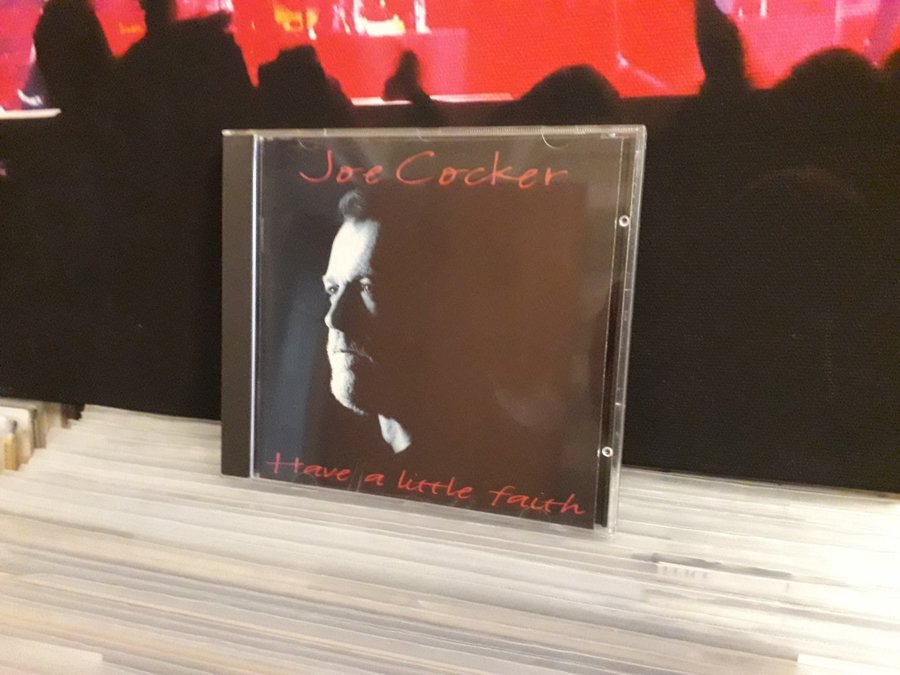 Joe Cocker
Have a little faith